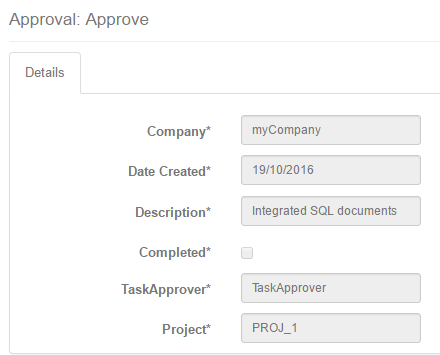 Approval: Approve
Details
Company* myCompany
Date Created* 19/10/2016
Description* Integrated SQL documents
Completed*
TaskApprover* TaskApprover
Project* PROJ_1